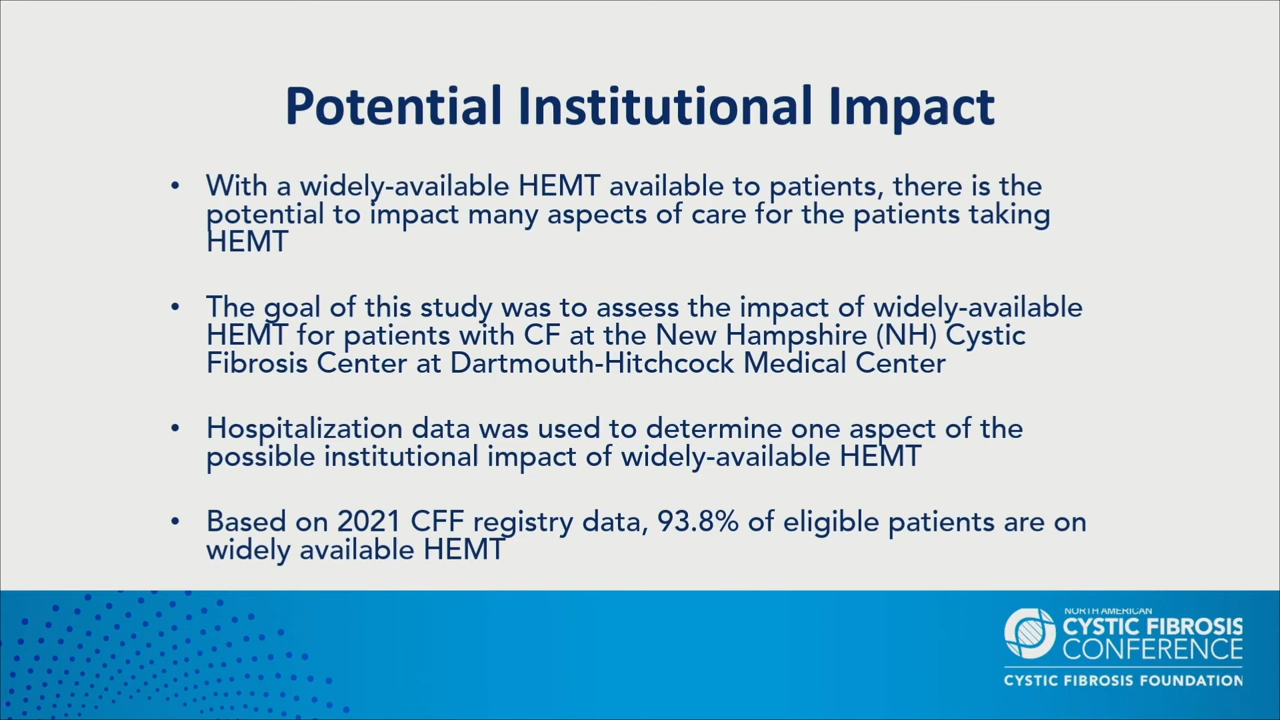 Potential Institutional Impact
• With a widely-available HEMT available to patients, there is the
potential to impact many aspects of care for the patients taking
HEMT
• The goal of this study was to assess the impact of widely-available
HEMT for patients with CF at the New Hampshire (NH) Cystic
Fibrosis Center at Dartmouth-Hitchcock Medical Center
• Hospitalization data was used to determine one aspect of the
possible institutional impact of widely-available HEMT
• Based on 2021 CFF registry data, 93.8% of eligible patients are on
widely available HEMT
NORTH AMERICAN
CYSTIC FIBROSIS
CONFERENCE
CYSTIC FIBROSIS FOUNDATION